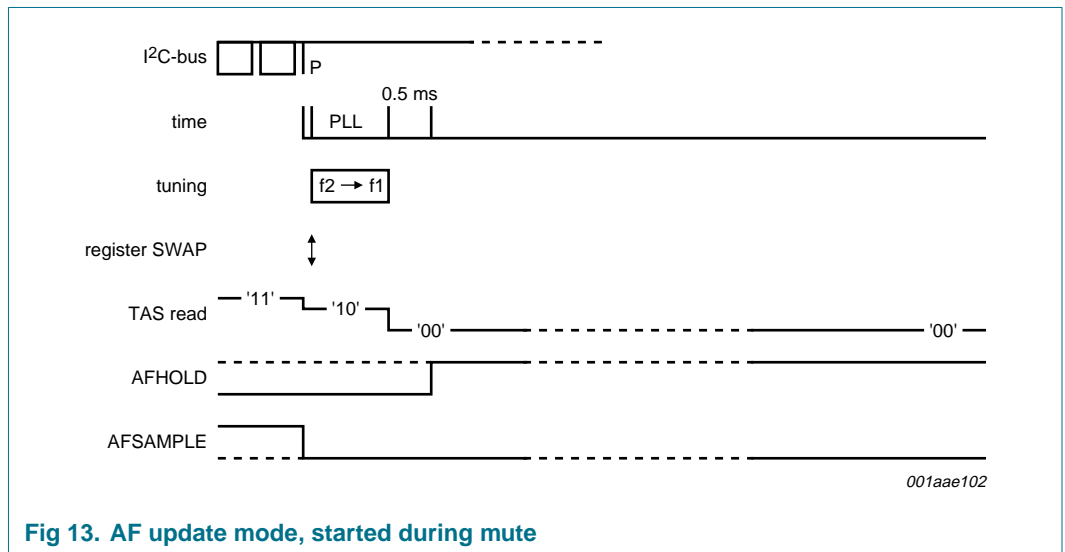 I²C-bus
P
0.5 ms
time
PLL
tuning
f2 → f1
register SWAP
TAS read
'11'
'10'
'00'
'00'
AFHOLD
AFSAMPLE
001aae102
Fig 13. AF update mode, started during mute